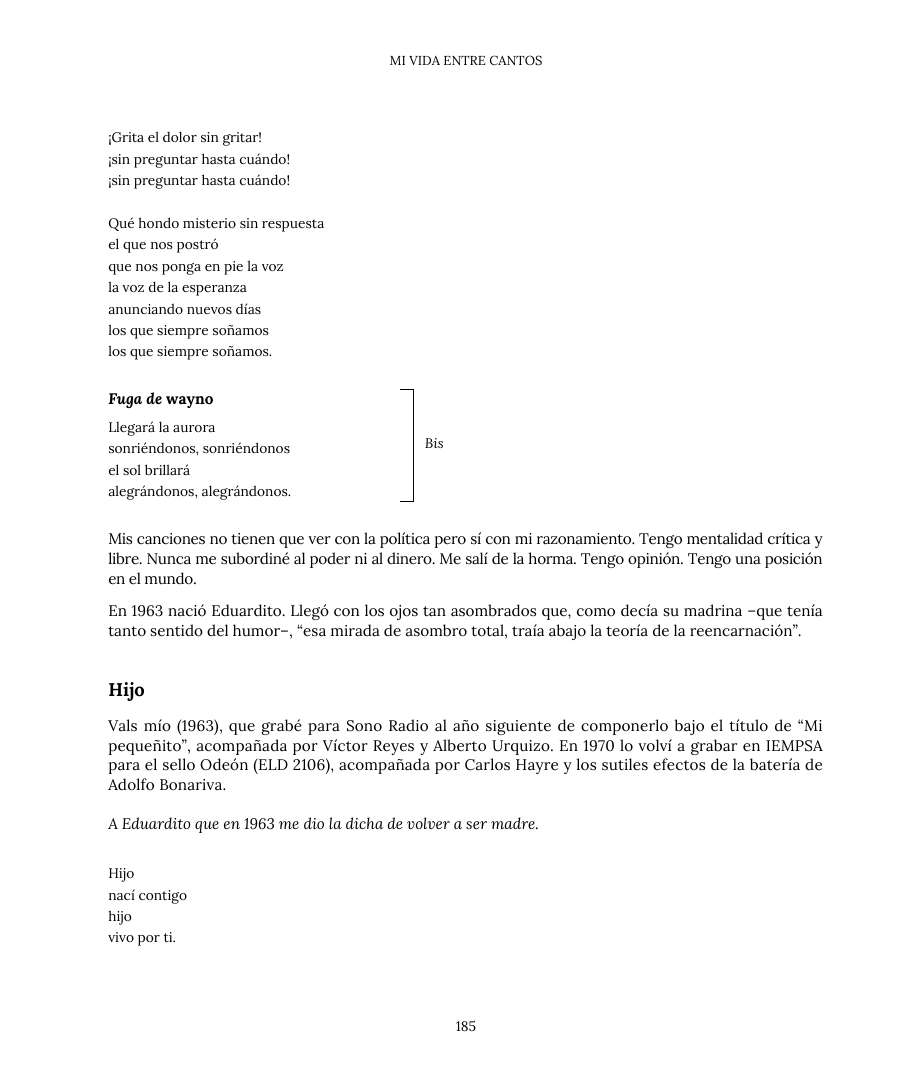 MI VIDA ENTRE CANTOS
¡Grita el dolor sin gritar!
¡sin preguntar hasta cuándo!
¡sin preguntar hasta cuándo!
Qué hondo misterio sin respuesta
el que nos postró
que nos ponga en pie la voz
la voz de la esperanza
anunciando nuevos días
los que siempre soñamos
los que siempre soñamos.
Fuga de wayno
Llegará la aurora
sonriéndonos, sonriéndonos
el sol brillará
alegrándonos, alegrándonos.
Bis
Mis canciones no tienen que ver con la política pero sí con mi razonamiento. Tengo mentalidad crítica y
libre. Nunca me subordiné al poder ni al dinero. Me salí de la horma. Tengo opinión. Tengo una posición
en el mundo.
En 1963 nació Eduardito. Llegó con los ojos tan asombrados que, como decía su madrina –que tenía
tanto sentido del humor–, “esa mirada de asombro total, traía abajo la teoría de la reencarnación”.
Hijo
Vals mío (1963), que grabé para Sono Radio al año siguiente de componerlo bajo el título de “Mi
pequeñito”, acompañada por Víctor Reyes y Alberto Urquizo. En 1970 lo volví a grabar en IEMPSA
para el sello Odeón (ELD 2106), acompañada por Carlos Hayre y los sutiles efectos de la batería de
Adolfo Bonariva.
A Eduardito que en 1963 me dio la dicha de volver a ser madre.
Hijo
nací contigo
hijo
vivo por ti.
185